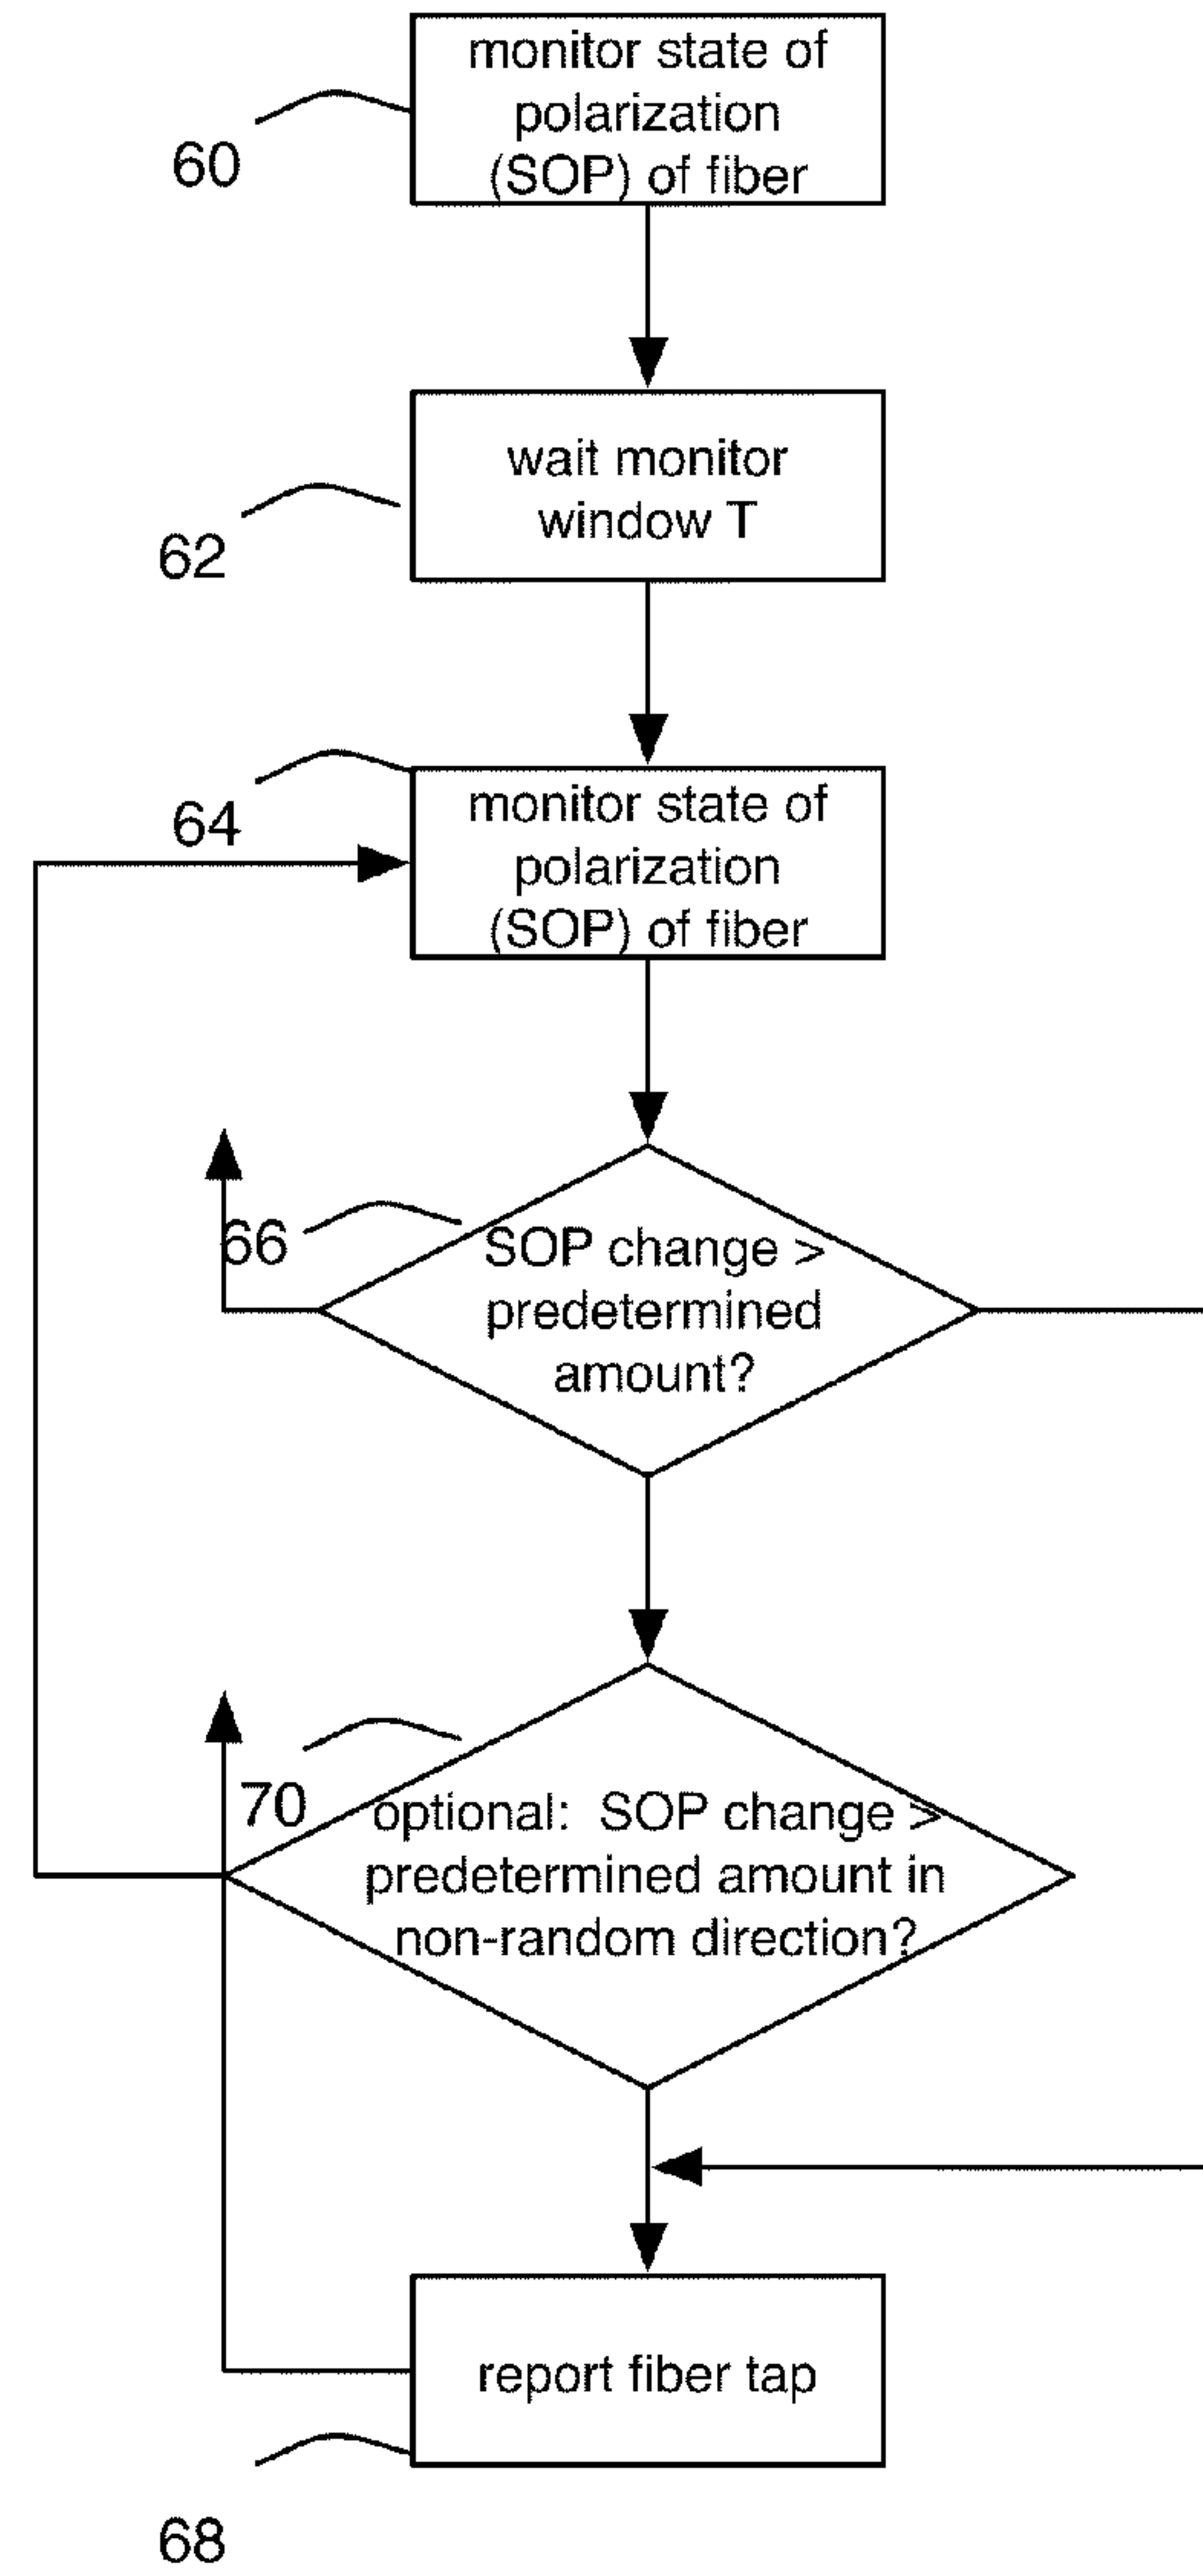 monitor state of
polarization
(SOP) of fiber
60
wait monitor
window T
62
monitor state of
polarization
(SOP) of fiber
64
66
SOP change >
predetermined
amount?
70
optional: SOP change >
predetermined amount in
non-random direction?
report fiber tap
68